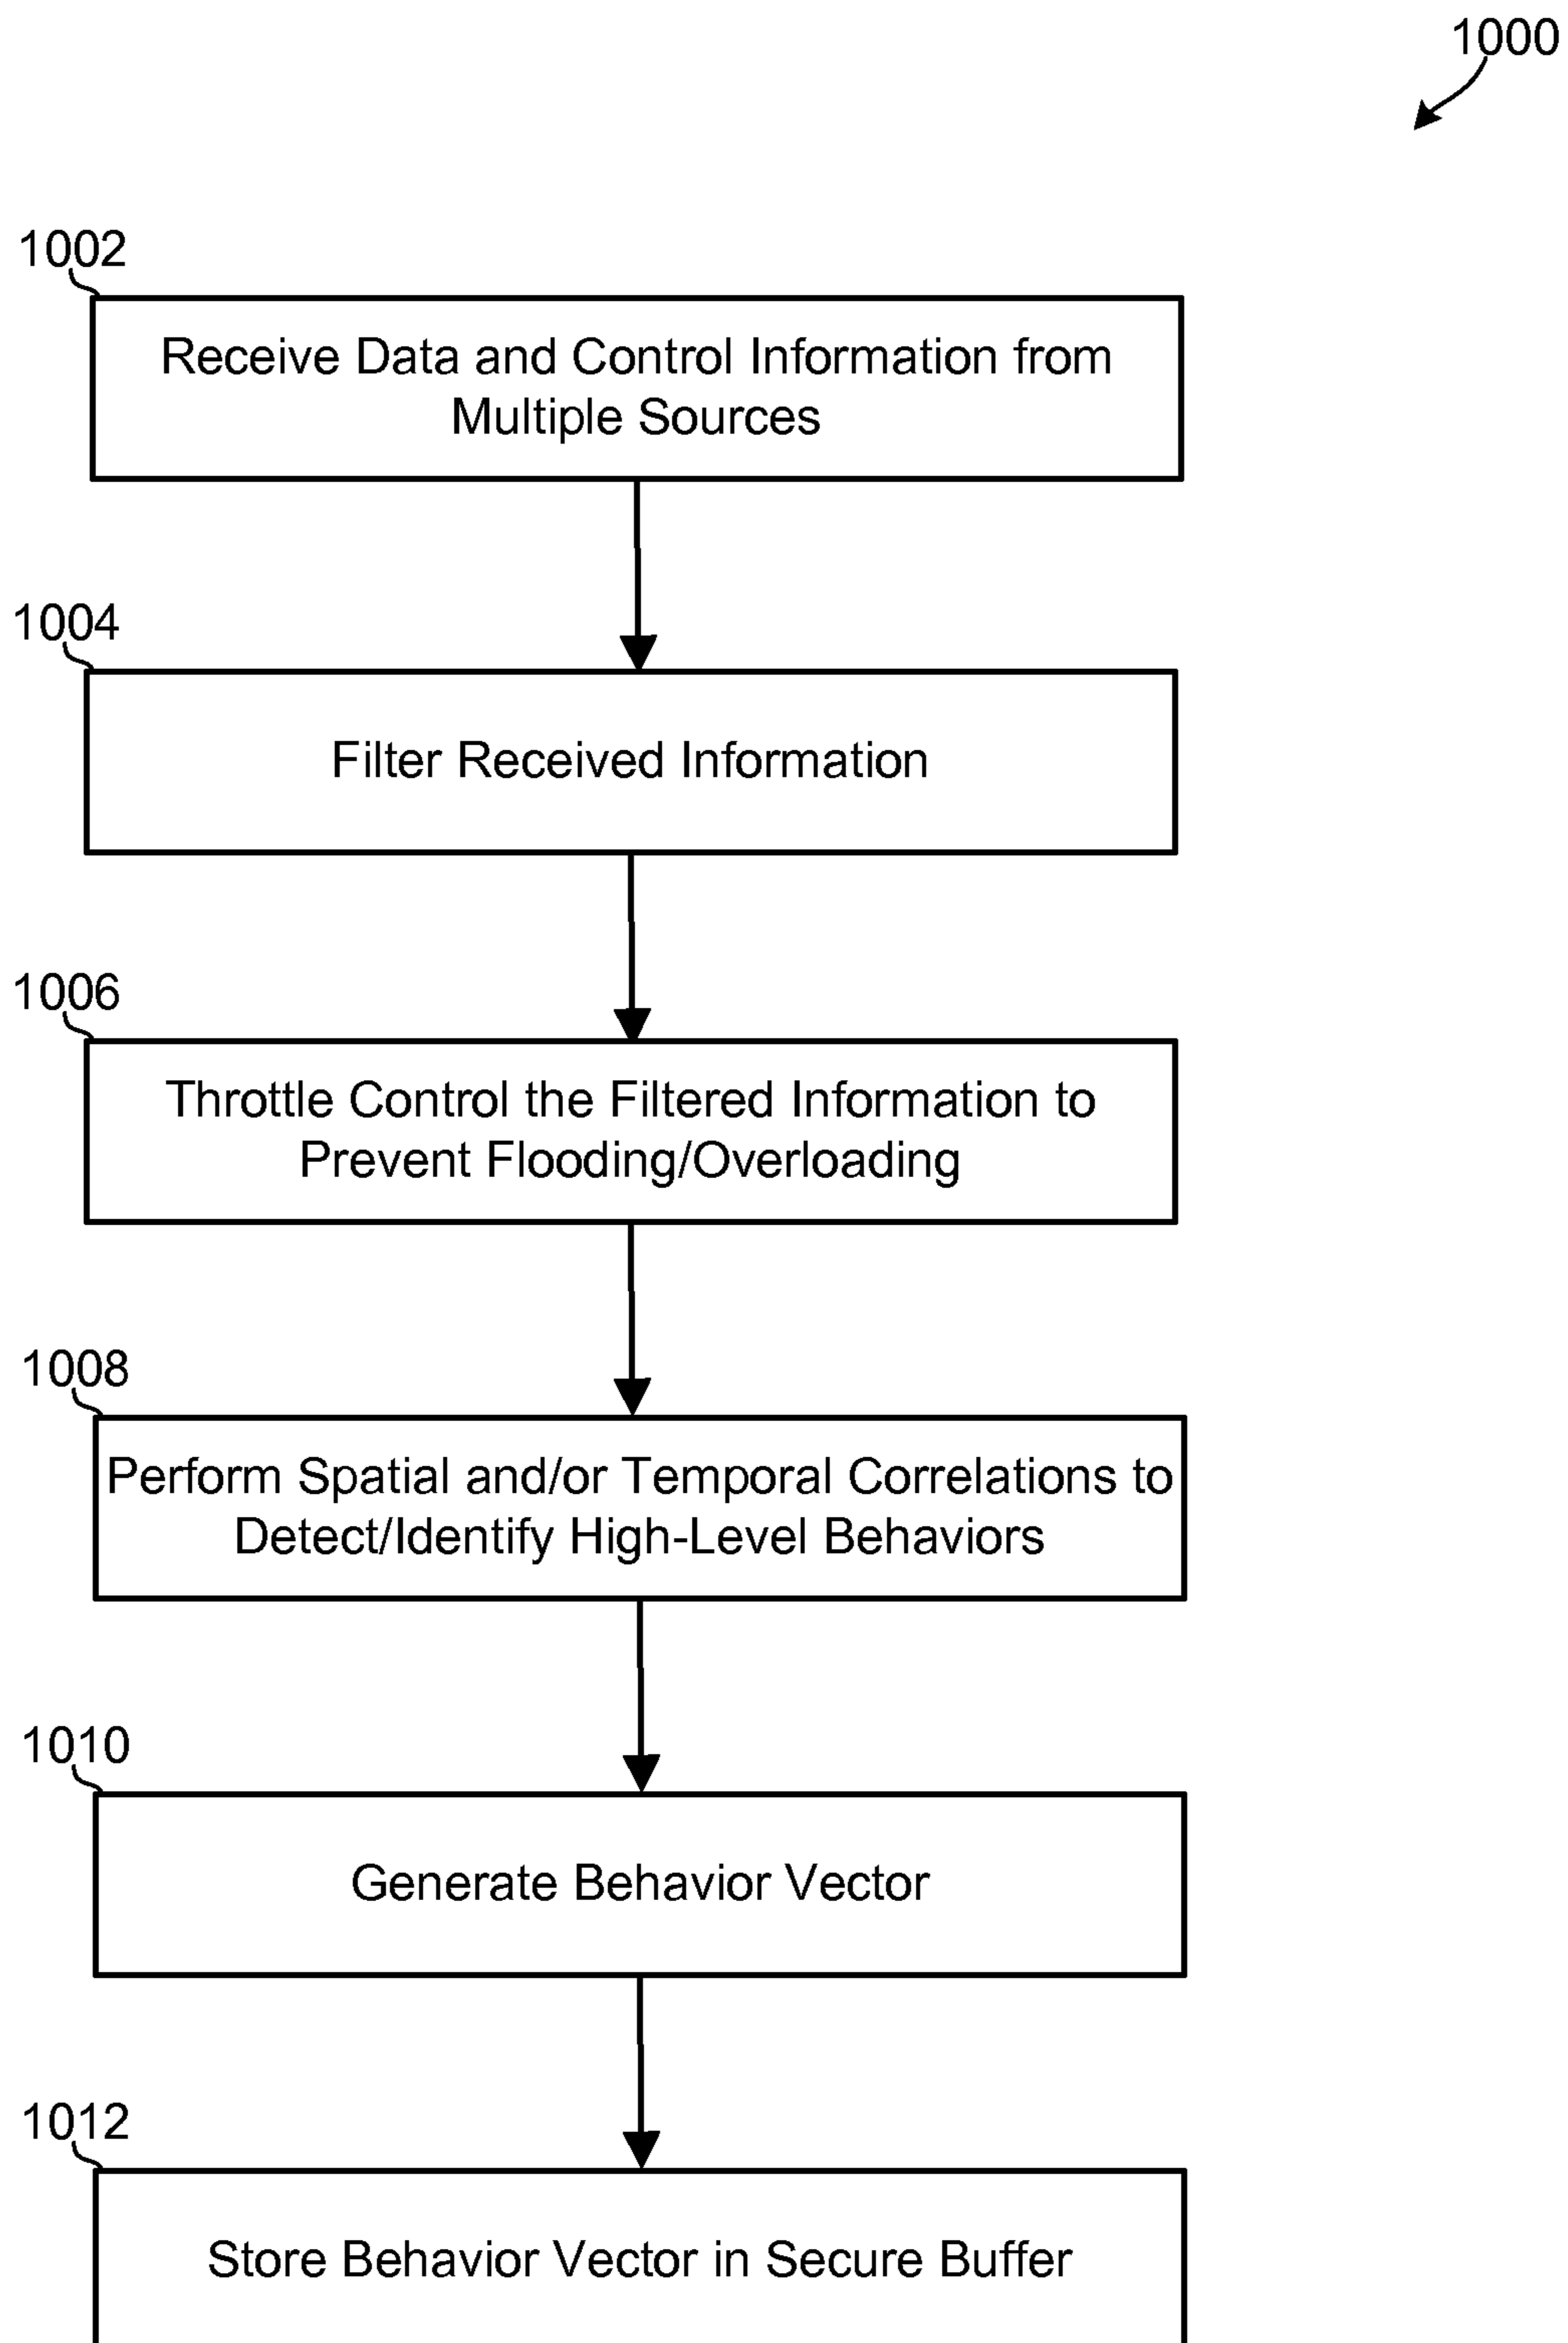 1000
1002
Receive Data and Control Information from
Multiple Sources
1004
Filter Received Information
1006
Throttle Control the Filtered Information to
Prevent Flooding/Overloading
1008
Perform Spatial and/or Temporal Correlations to
Detect/Identify High-Level Behaviors
1010
Generate Behavior Vector
1012
Store Behavior Vector in Secure Buffer